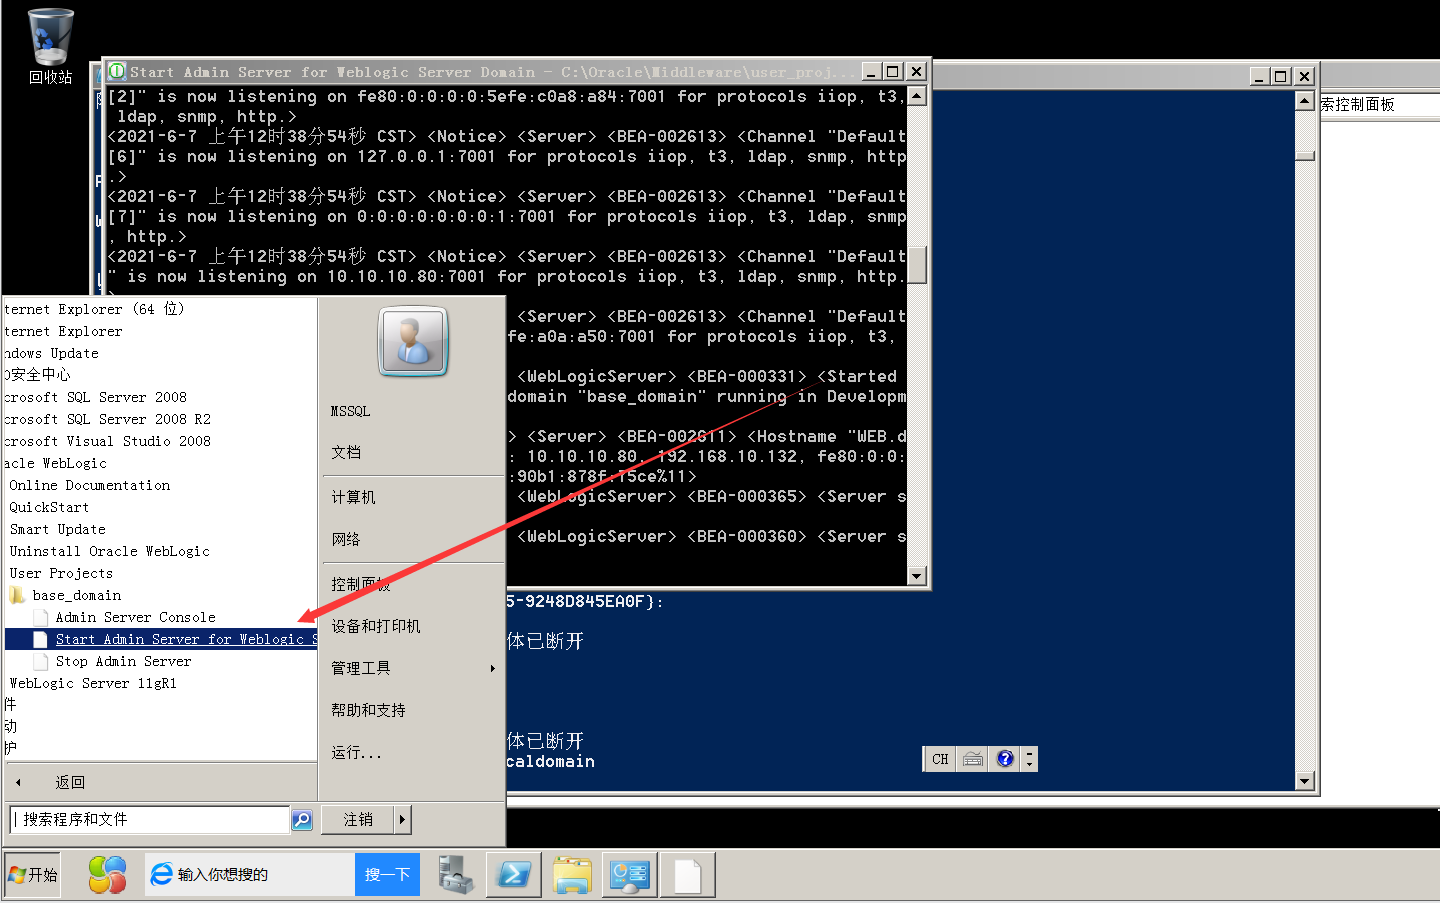 回收站
Start Admin Server for Weblogic Server Domain - C:\Oracle\Middleware\user_proj...
[2]" is now listening on fe80:0:0:0:0:5efe:c0a8:a84:7001 for protocols iiop, t3,
ldap, snmp, http.>
<2021-6-7 上午12时38分54秒 CST> <Notice> <Server> <BEA-002613> <Channel "Default
[6]" is now listening on 127.0.0.1:7001 for protocols iiop, t3, ldap, snmp, http
.>
<2021-6-7 上午12时38分54秒 CST> <Notice> <Server> <BEA-002613> <Channel "Default
[7]" is now listening on 0:0:0:0:0:0:0:1:7001 for protocols iiop, t3, ldap, snmp
, http.>
<2021-6-7 上午12时38分54秒 CST> <Notice> <Server> <BEA-002613> <Channel "Default
" is now listening on 10.10.10.80:7001 for protocols iiop, t3, ldap, snmp, http.
<Server> <BEA-002613> <Channel "Default
fe:a0a:a50:7001 for protocols iiop, t3,
<WebLogicServer> <BEA-000331> <Started
domain "base_domain" running in Developm
> <Server> <BEA-002611> <Hostname "WEB.d
: 10.10.10.80, 192.168.10.132, fe80:0:0:
:90b1:878f:75ce%11>
<WebLogicServer> <BEA-000365> <Server s
<WebLogicServer> <BEA-000360> <Server s
索控制面板
5-9248D845EA0F}:
体已断开
体已断开
caldomain
ternet Explorer (64 位)
ternet Explorer
ndows Update
0安全中心
crosoft SQL Server 2008
crosoft SQL Server 2008 R2
crosoft Visual Studio 2008
acle WebLogic
Online Documentation
QuickStart
Smart Update
Uninstall Oracle WebLogic
User Projects
base_domain
Admin Server Console
Start Admin Server for Weblogic S
Stop Admin Server
WebLogic Server 11gR1
件
动
护
返回
搜索程序和文件
MSSQL
文档
计算机
网络
控制面板
设备和打印机
管理工具
帮助和支持
运行...
注销
CH
开始
输入你想搜的
搜一下